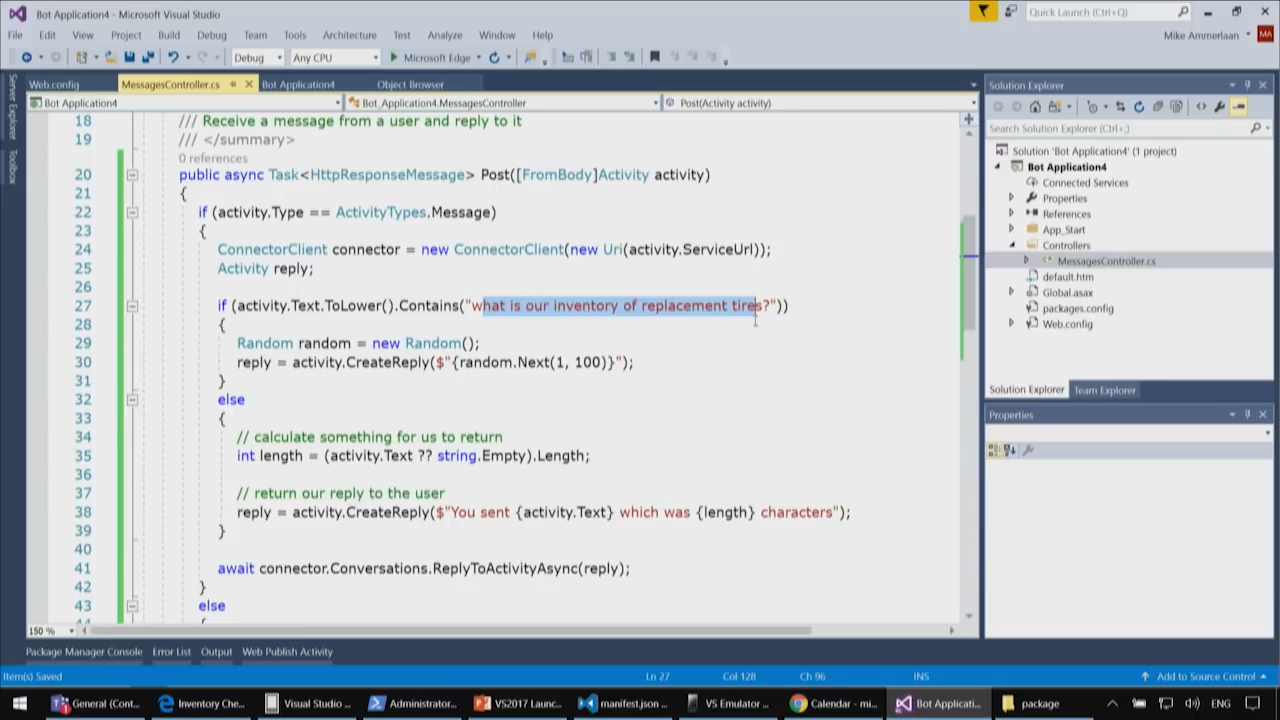 Bot Application4 - Microsoft Visual Studio
Quick Launch (Ctrl+Q)
File Edit View Project Build Debug Team Tools Architecture Test Analyze Window Help
Mike Ammerlaan MA
Debug Any CPU Microsoft Edge
Server Explorer
Toolbox
Web.config MessagesController.cs Bot Application4 Object Browser
Bot Application4 Bot_Application4.MessagesController Post(Activity activity)
18 /// Receive a message from a user and reply to it
19 /// </summary>
0 references
20 public async Task<HttpResponseMessage> Post([FromBody]Activity activity)
21 {
22 if (activity.Type == ActivityTypes.Message)
23 {
24 ConnectorClient connector = new ConnectorClient(new Uri(activity.ServiceUrl));
25 Activity reply;
26
27 if (activity.Text.ToLower().Contains("what is our inventory of replacement tires?"))
28 {
29 Random random = new Random();
30 reply = activity.CreateReply($"{random.Next(1, 100)}");
31 }
32 else
33 {
34 // calculate something for us to return
35 int length = (activity.Text ?? string.Empty).Length;
36
37 // return our reply to the user
38 reply = activity.CreateReply($"You sent {activity.Text} which was {length} characters");
39 }
40
41 await connector.Conversations.ReplyToActivityAsync(reply);
42 }
43 else
150 %
Solution Explorer
Search Solution Explorer (Ctrl+;)
Solution 'Bot Application4' (1 project)
Bot Application4
Connected Services
Properties
References
App_Start
Controllers
MessagesController.cs
default.htm
Global.asax
packages.config
Web.config
Solution Explorer Team Explorer
Properties
Package Manager Console Error List Output Web Publish Activity
Item(s) Saved Ln 27 Col 128 Ch 96 INS Add to Source Control
General (Cont... Inventory Che... Visual Studio ... Administrator... VS2017 Launc... manifest.json ... VS Emulator ... Calendar - mi... Bot Applicati... package ENG